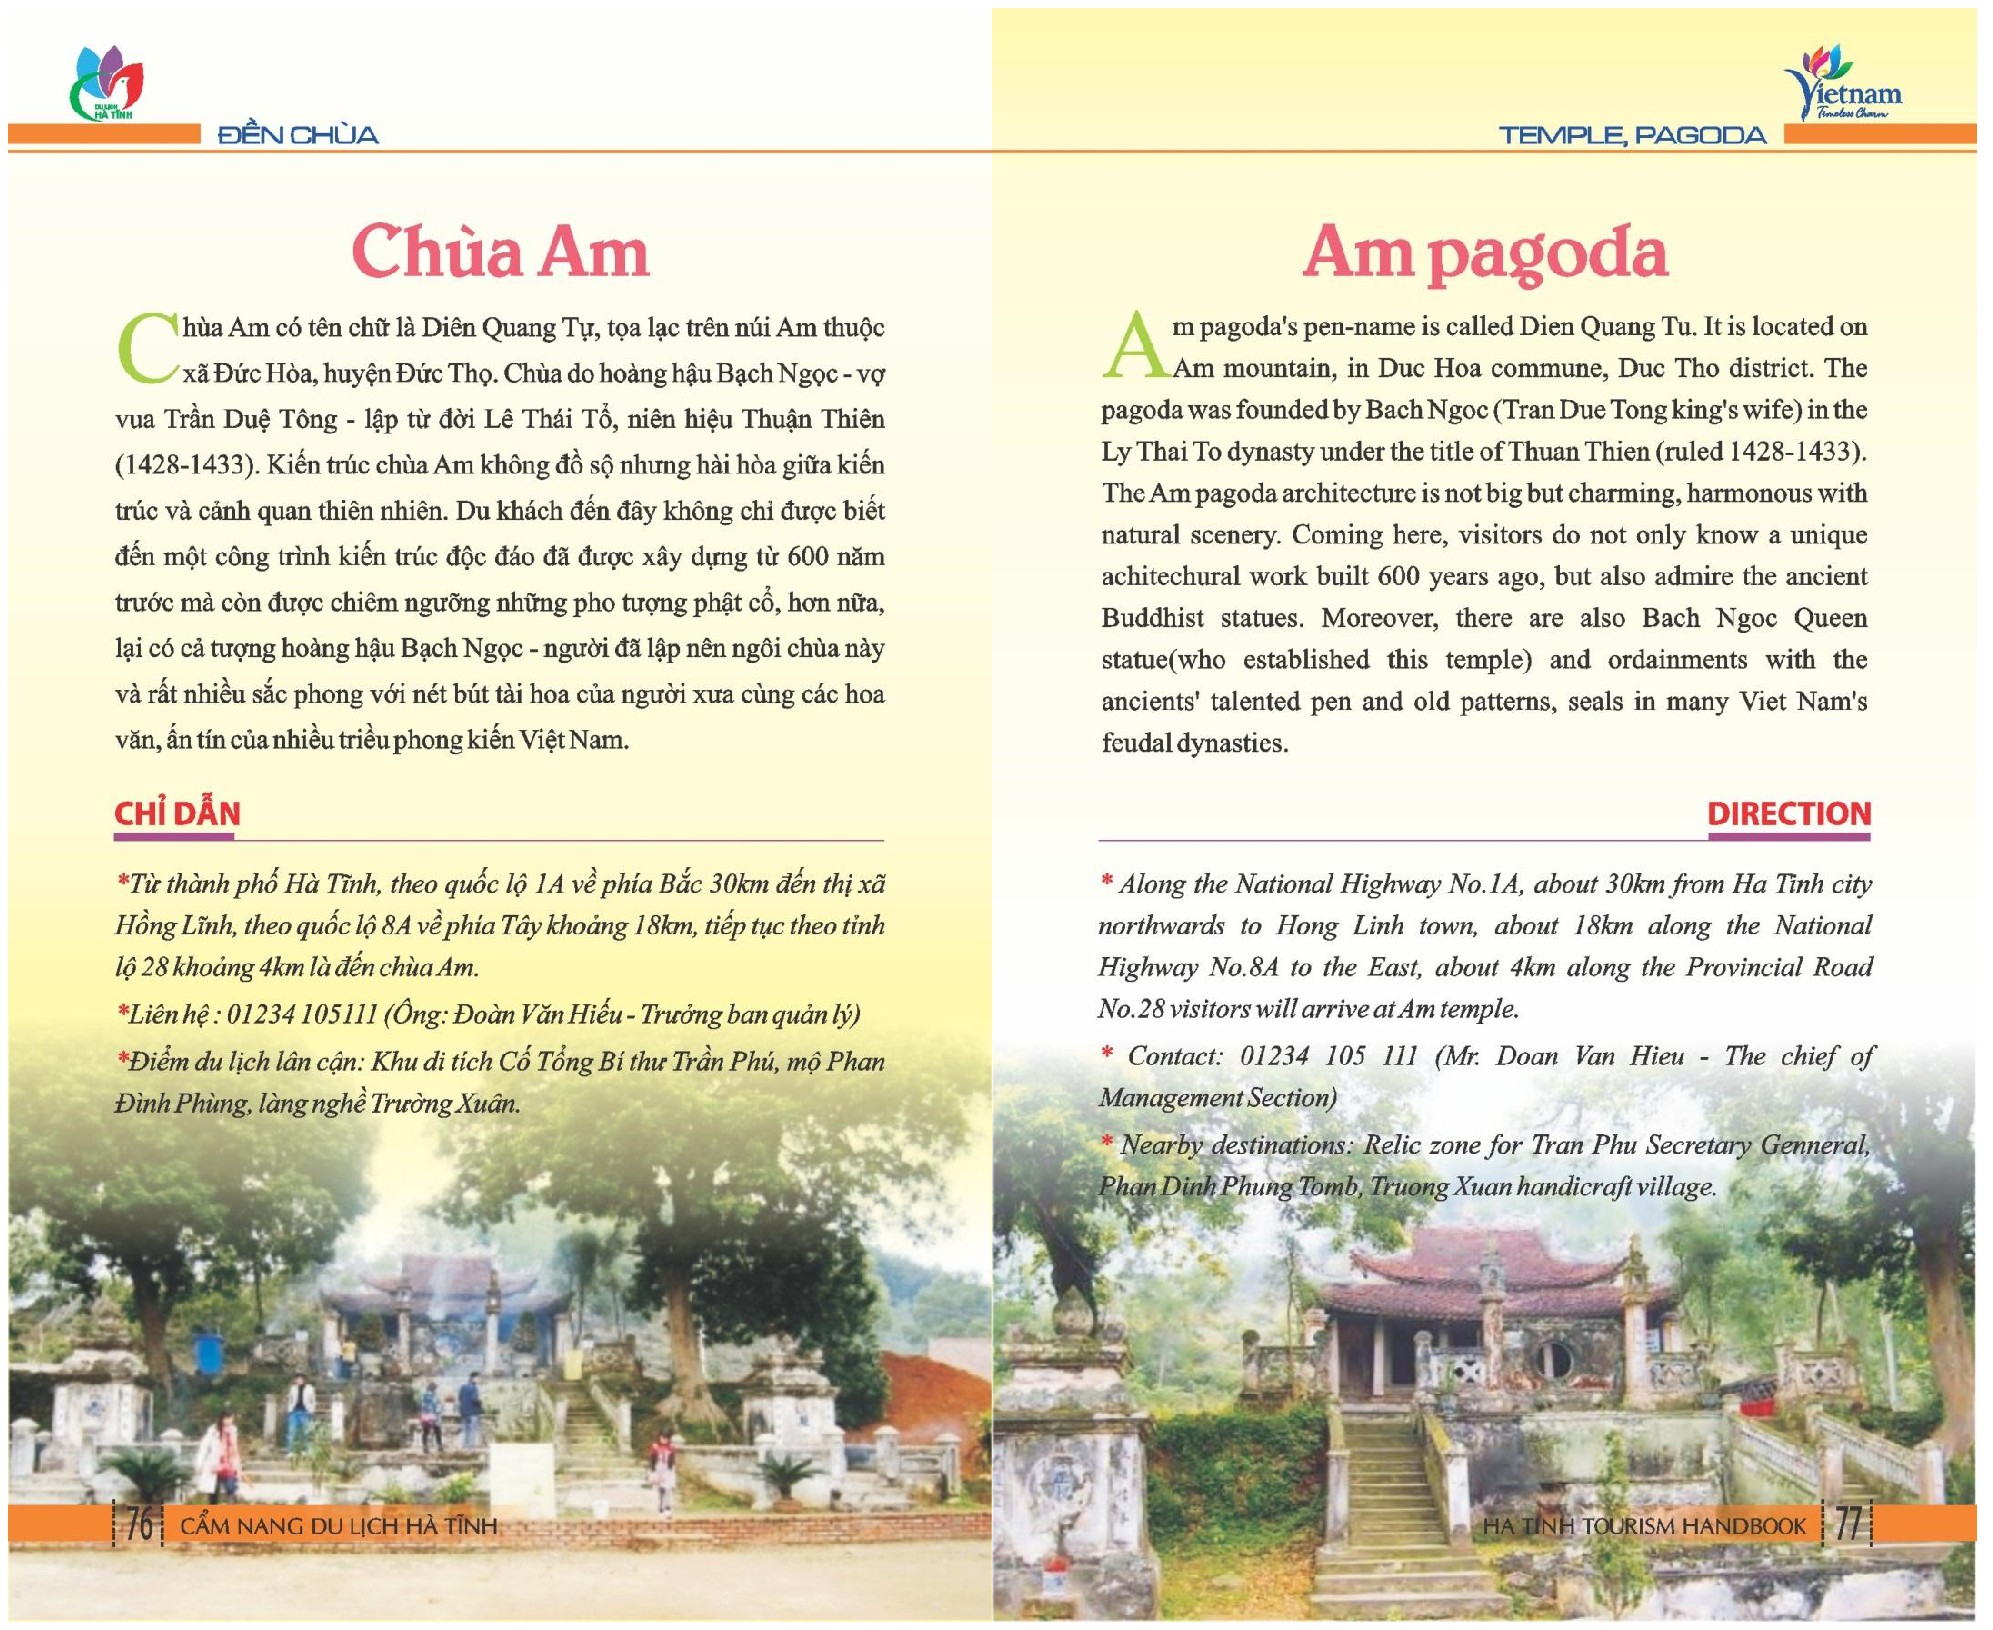 DU LỊCH
HÀ TĨNH
ĐỀN CHÙA
Chùa Am
Chùa Am có tên chữ là Diên Quang Tự, tọa lạc trên núi Am thuộc
xã Đức Hòa, huyện Đức Thọ. Chùa do hoàng hậu Bạch Ngọc - vợ
vua Trần Duệ Tông - lập từ đời Lê Thái Tổ, niên hiệu Thuận Thiên
(1428-1433). Kiến trúc chùa Am không đồ sộ nhưng hài hòa giữa kiến
trúc và cảnh quan thiên nhiên. Du khách đến đây không chỉ được biết
đến một công trình kiến trúc độc đáo đã được xây dựng từ 600 năm
trước mà còn được chiêm ngưỡng những pho tượng phật cổ, hơn nữa,
lại có cả tượng hoàng hậu Bạch Ngọc - người đã lập nên ngôi chùa này
và rất nhiều sắc phong với nét bút tài hoa của người xưa cùng các hoa
văn, ấn tín của nhiều triều phong kiến Việt Nam.
CHỈ DẪN
*Từ thành phố Hà Tĩnh, theo quốc lộ 1A về phía Bắc 30km đến thị xã
Hồng Lĩnh, theo quốc lộ 8A về phía Tây khoảng 18km, tiếp tục theo tỉnh
lộ 28 khoảng 4km là đến chùa Am.
*Liên hệ : 01234 105111 (Ông: Đoàn Văn Hiếu - Trưởng ban quản lý)
*Điểm du lịch lân cận: Khu di tích Cố Tổng Bí thư Trần Phú, mộ Phan
Đình Phùng, làng nghề Trường Xuân.
76 CẨM NANG DU LỊCH HÀ TĨNH
Vietnam
Timeless Charm
TEMPLE, PAGODA
Am pagoda
Am pagoda's pen-name is called Dien Quang Tu. It is located on
Am mountain, in Duc Hoa commune, Duc Tho district. The
pagoda was founded by Bach Ngoc (Tran Due Tong king's wife) in the
Ly Thai To dynasty under the title of Thuan Thien (ruled 1428-1433).
The Am pagoda architecture is not big but charming, harmonous with
natural scenery. Coming here, visitors do not only know a unique
achitechural work built 600 years ago, but also admire the ancient
Buddhist statues. Moreover, there are also Bach Ngoc Queen
statue(who established this temple) and ordainments with the
ancients' talented pen and old patterns, seals in many Viet Nam's
feudal dynastics.
DIRECTION
* Along the National Highway No.1A, about 30km from Ha Tinh city
northwards to Hong Linh town, about 18km along the National
Highway No.8A to the East, about 4km along the Provincial Road
No.28 visitors will arrive at Am temple.
* Contact: 01234 105 111 (Mr. Doan Van Hieu - The chief of
Management Section)
* Nearby destinations: Relic zone for Tran Phu Secretary Genneral,
Phan Dinh Phung Tomb, Truong Xuan handicraft village.
HA TINH TOURISM HANDBOOK 77